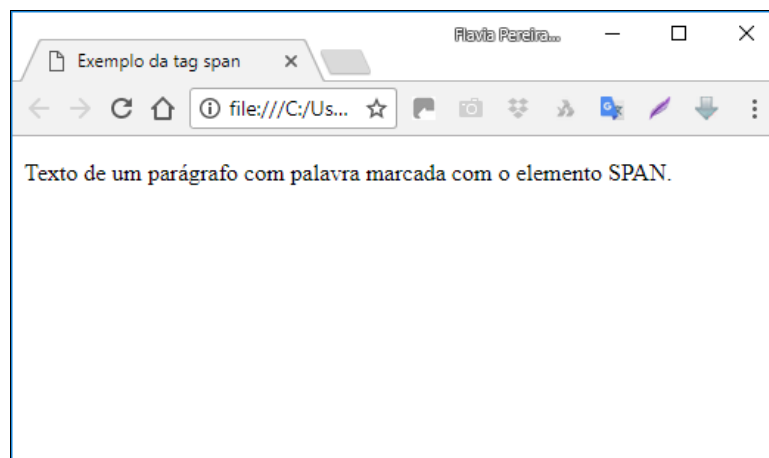 Flavia Pereira...
Exemplo da tag span
file:///C:/Us...
Texto de um parágrafo com palavra marcada com o elemento SPAN.